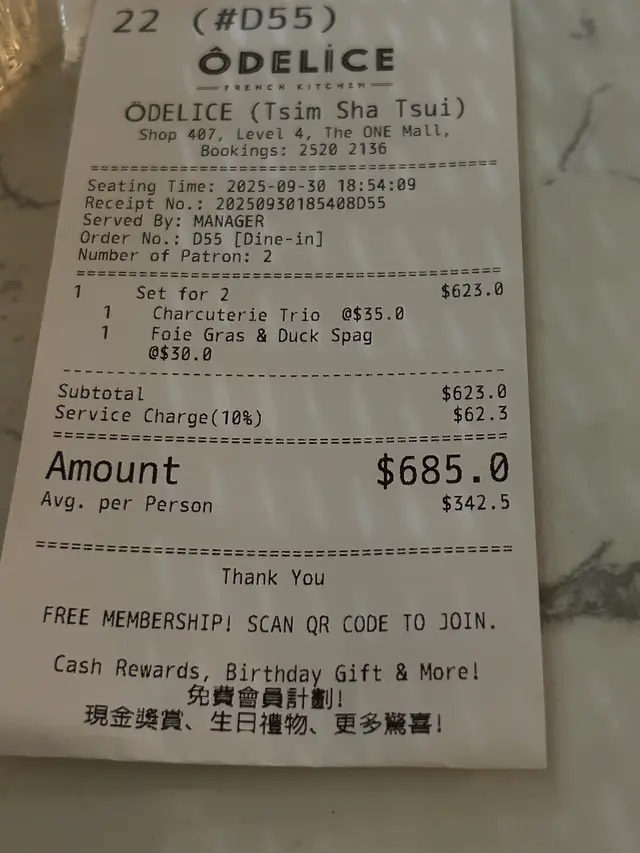 22 (#D55)
ÔDELİCE
FRENCH KITCHEN
ÔDELICE (Tsim Sha Tsui)
Shop 407, Level 4, The ONE Mall,
Bookings: 2520 2136
Seating Time: 2025-09-30 18:54:09
Receipt No.: 20250930185408D55
Served By: MANAGER
Order No.: D55 [Dine-in]
Number of Patron: 2
1 Set for 2 $623.0
1 Charcuterie Trio @$35.0
1 Foie Gras & Duck Spag
@$30.0
Subtotal $623.0
Service Charge(10%) $62.3
Amount $685.0
Avg. per Person $342.5
Thank You
FREE MEMBERSHIP! SCAN QR CODE TO JOIN.
Cash Rewards, Birthday Gift & More!
免費會員計劃!
現金獎賞、生日禮物、更多驚喜!